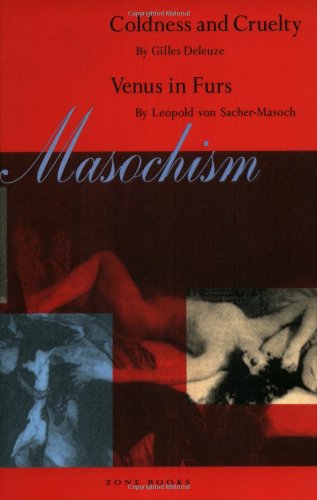 Coldness and Cruelty
By Gilles Deleuze
Venus in Furs
By Leopold von Sacher-Masoch
Masochism
ZONE BOOKS